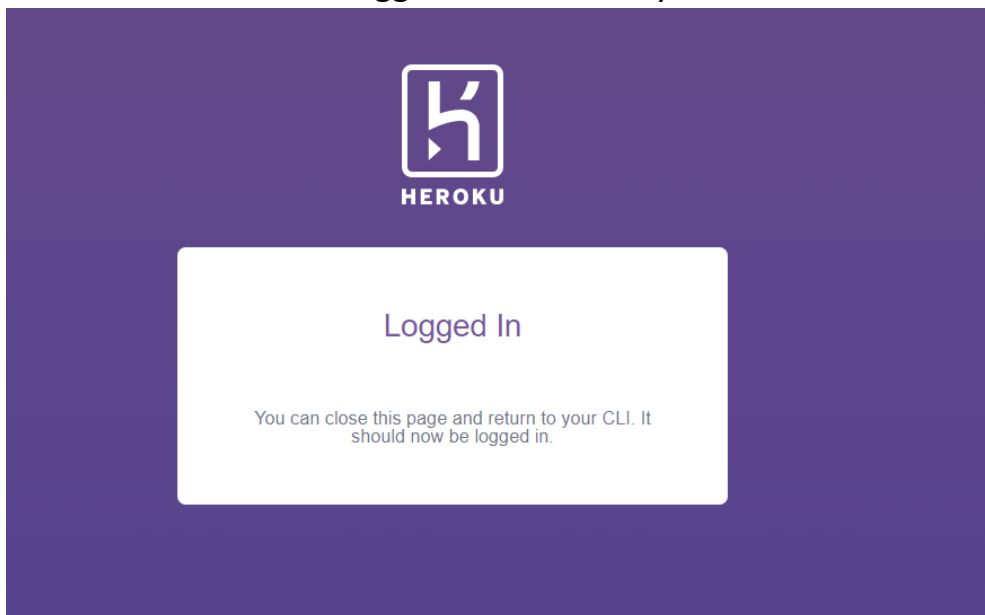 HEROKU
Logged In
You can close this page and return to your CLI. It
should now be logged in.